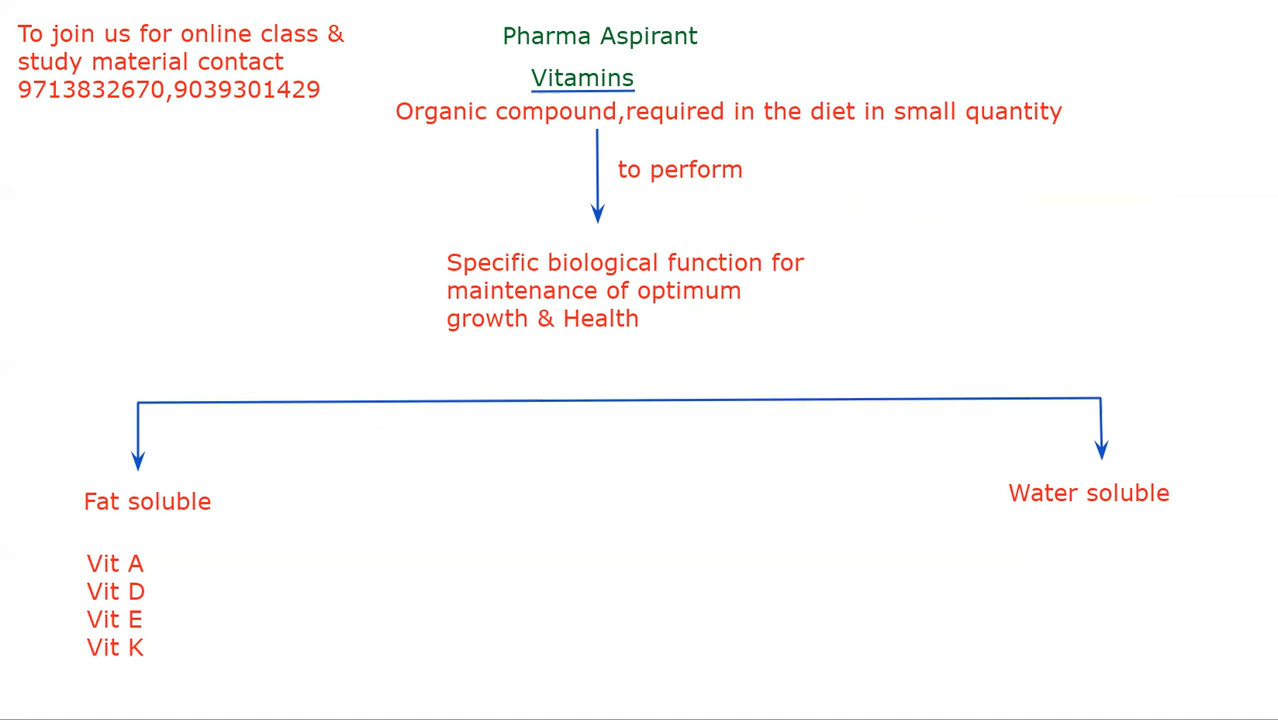 To join us for online class &
study material contact
9713832670,9039301429
Pharma Aspirant
Vitamins
Organic compound,required in the diet in small quantity
to perform
Specific biological function for
maintenance of optimum
growth & Health
Fat soluble
Water soluble
Vit A
Vit D
Vit E
Vit K